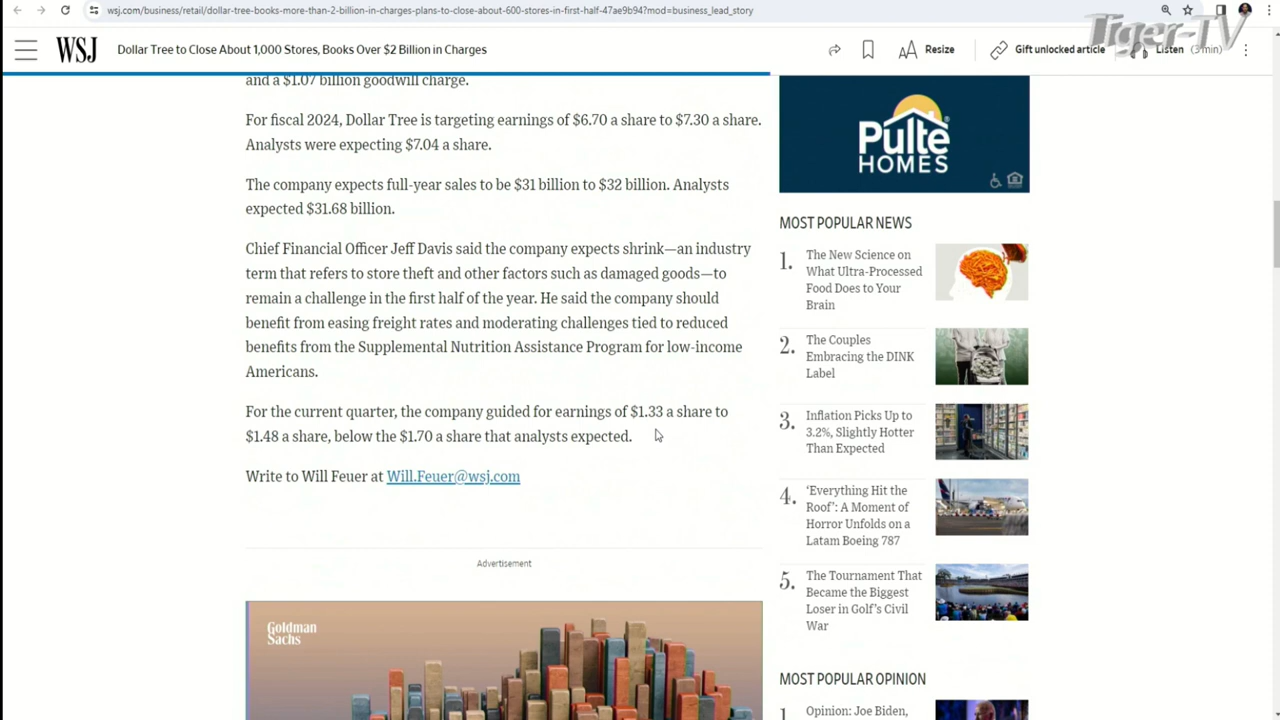 wsj.com/business/retail/dollar-tree-books-more-than-2-billion-in-charges-plans-to-close-about-600-stores-in-first-half-47ae9b94?mod=business_lead_story
Tiger-TV
WSJ
Dollar Tree to Close About 1,000 Stores, Books Over $2 Billion in Charges
AA Resize
Gift unlocked article
Listen (3 min)
and a $1.07 billion goodwill charge.
For fiscal 2024, Dollar Tree is targeting earnings of $6.70 a share to $7.30 a share.
Analysts were expecting $7.04 a share.
The company expects full-year sales to be $31 billion to $32 billion. Analysts
expected $31.68 billion.
Chief Financial Officer Jeff Davis said the company expects shrink—an industry
term that refers to store theft and other factors such as damaged goods—to
remain a challenge in the first half of the year. He said the company should
benefit from easing freight rates and moderating challenges tied to reduced
benefits from the Supplemental Nutrition Assistance Program for low-income
Americans.
For the current quarter, the company guided for earnings of $1.33 a share to
$1.48 a share, below the $1.70 a share that analysts expected.
Write to Will Feuer at Will.Feuer@wsj.com
Advertisement
Goldman
Sachs
Pulte
HOMES
MOST POPULAR NEWS
1.
The New Science on
What Ultra-Processed
Food Does to Your
Brain
2.
The Couples
Embracing the DINK
Label
3.
Inflation Picks Up to
3.2%, Slightly Hotter
Than Expected
4.
‘Everything Hit the
Roof’: A Moment of
Horror Unfolds on a
Latam Boeing 787
5.
The Tournament That
Became the Biggest
Loser in Golf’s Civil
War
MOST POPULAR OPINION
1.
Opinion: Joe Biden,